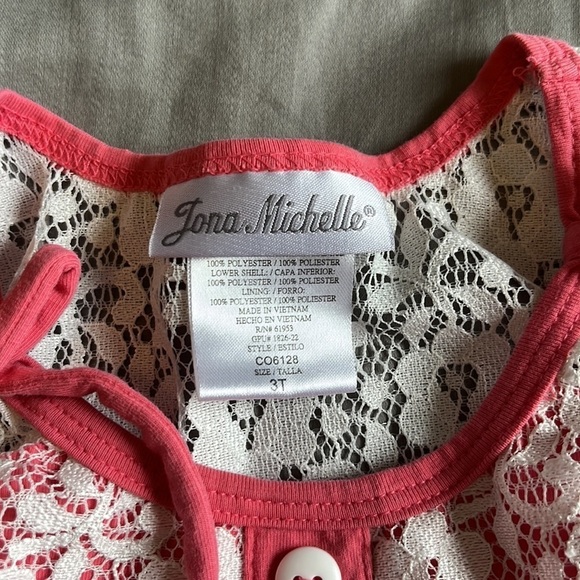 Jona Michelle®
100% POLYESTER / 100% POLIESTER
LOWER SHELL: / CAPA INFERIOR:
100% POLYESTER / 100% POLIESTER
LINING: / FORRO:
100% POLYESTER / 100% POLIESTER
MADE IN VIETNAM
HECHO EN VIETNAM
R/N# 61953
GPU# 1826-22
STYLE / ESTILO
CO6128
SIZE / TALLA
3T